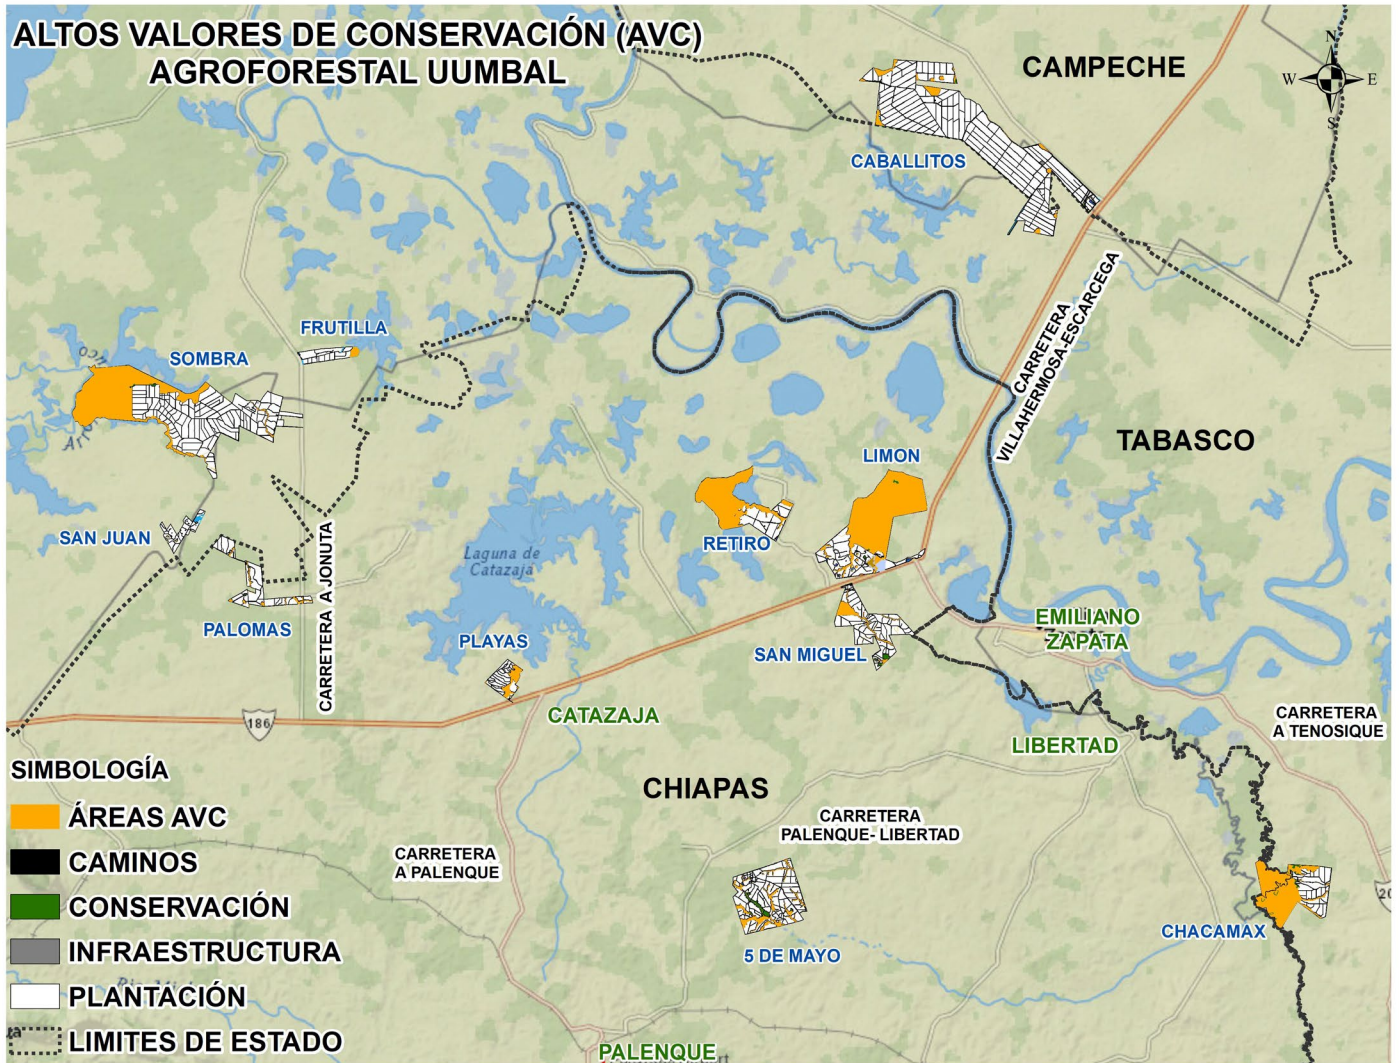 ALTOS VALORES DE CONSERVACIÓN (AVC)
AGROFORESTAL UUMBAL
CAMPECHE
N
W
E
S
CABALLITOS
CARRETERA
VILLAHERMOSA-ESCARCEGA
FRUTILLA
SOMBRA
TABASCO
LIMON
SAN JUAN
RETIRO
Laguna de
Catazajá
CARRETERA A JONUTA
PALOMAS
PLAYAS
SAN MIGUEL
EMILIANO
ZAPATA
186
CATAZAJA
LIBERTAD
CARRETERA
A TENOSIQUE
CHIAPAS
CARRETERA
PALENQUE- LIBERTAD
CARRETERA
A PALENQUE
CHACAMAX
5 DE MAYO
PALENQUE
SIMBOLOGÍA
ÁREAS AVC
CAMINOS
CONSERVACIÓN
INFRAESTRUCTURA
PLANTACIÓN
LIMITES DE ESTADO